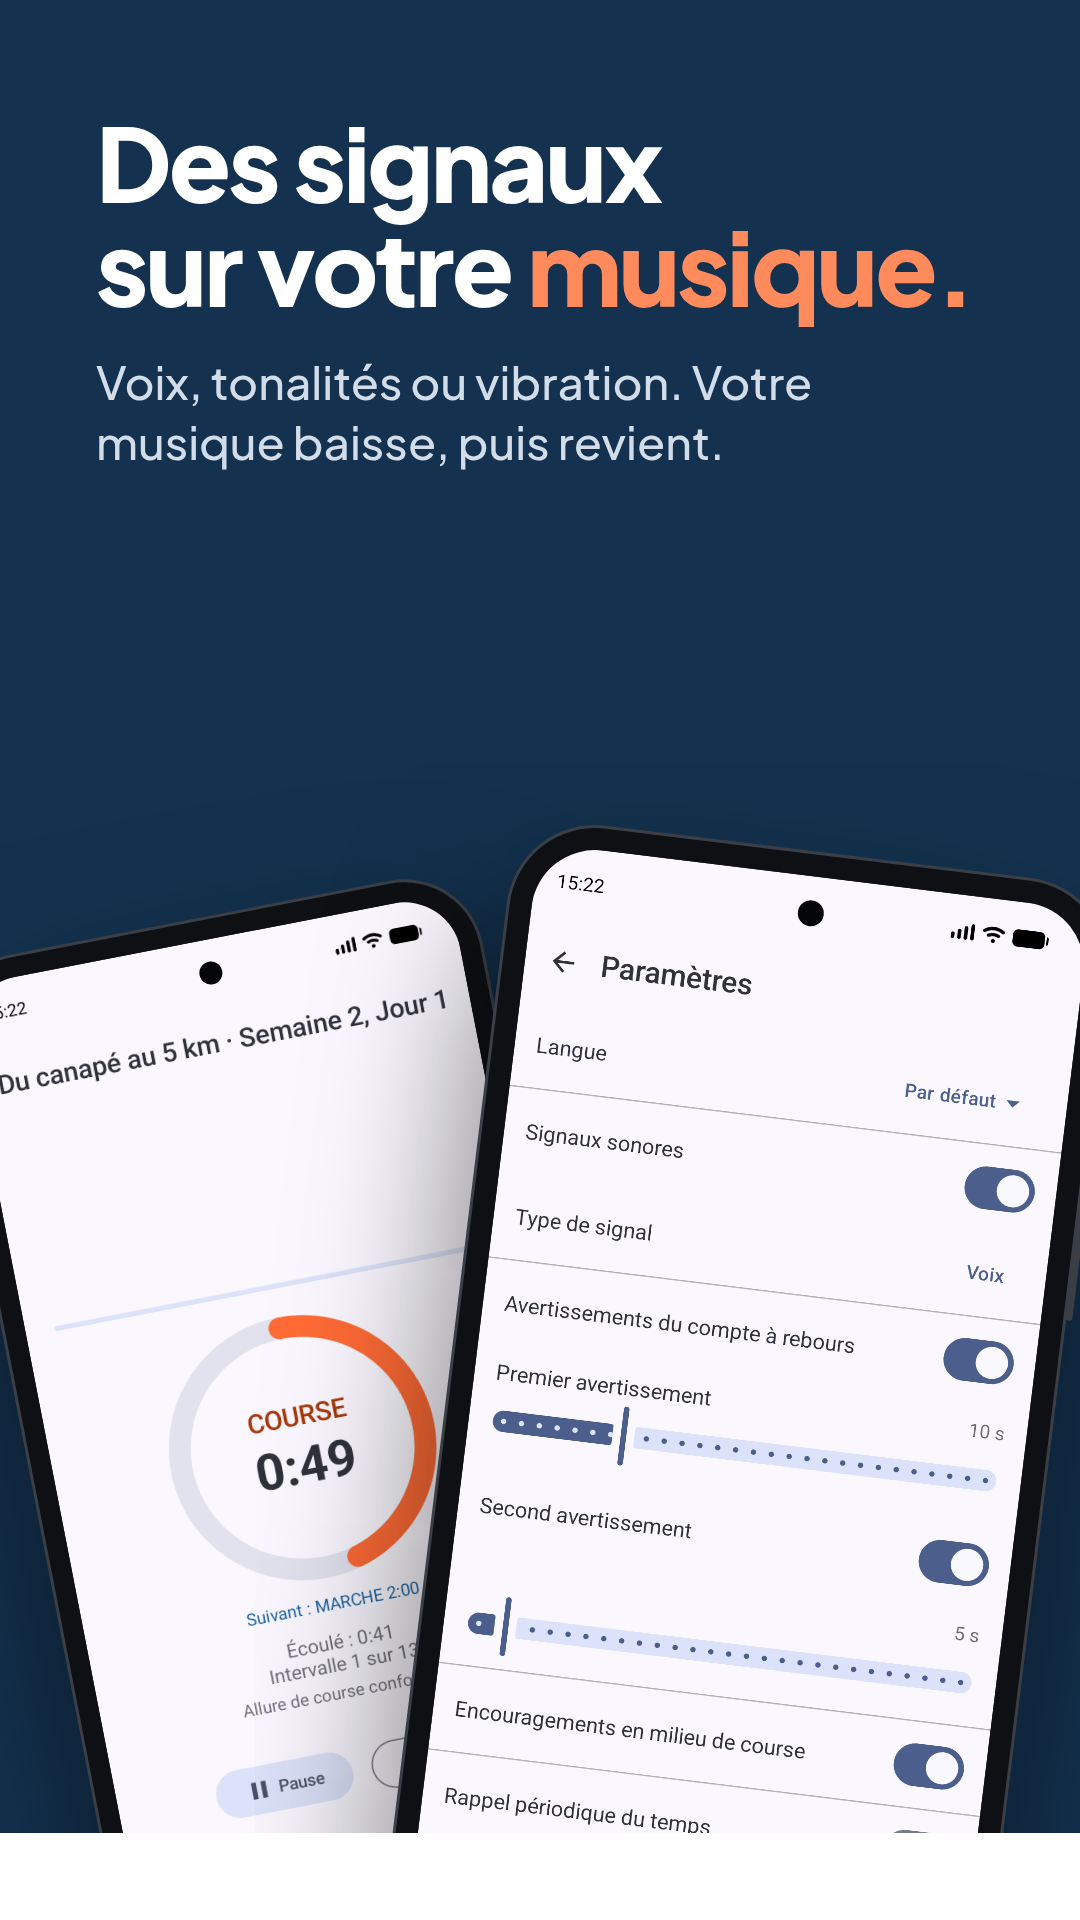 Des signaux
sur votre musique.
Voix, tonalités ou vibration. Votre
musique baisse, puis revient.
:22
Du canapé au 5 km · Semaine 2, Jour 1
COURSE
0:49
Suivant : MARCHE 2:00
Écoulé : 0:41
Intervalle 1 sur 13
Allure de course
Pause
15:22
Paramètres
Langue
Par défaut
Signaux sonores
Type de signal
Voix
Avertissements du compte à rebours
Premier avertissement
10 s
Second avertissement
5 s
Encouragements en milieu de course
Rappel périodique du temps